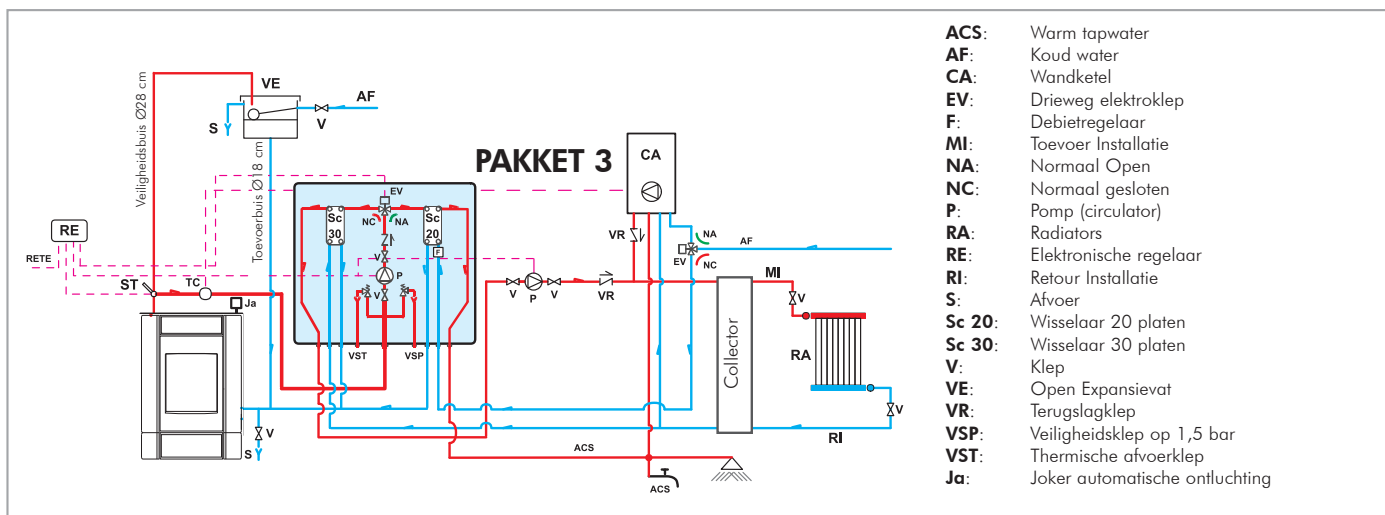 VE
AF
V
S
Veiligheidsbuis Ø28 cm
Toevoerbuis Ø18 cm
PAKKET 3
CA
EV
Sc
30
NC
NA
Sc
20
F
V
P
V
VST
VSP
RE
RETE
ST
TC
Ja
V
S
V
P
V
VR
VR
NA
EV
NC
AF
MI
Collector
V
RA
V
RI
ACS
ACS
ACS: Warm tapwater
AF: Koud water
CA: Wandketel
EV: Drieweg elektroklep
F: Debietregelaar
MI: Toevoer Installatie
NA: Normaal Open
NC: Normaal gesloten
P: Pomp (circulator)
RA: Radiators
RE: Elektronische regelaar
RI: Retour Installatie
S: Afvoer
Sc 20: Wisselaar 20 platen
Sc 30: Wisselaar 30 platen
V: Klep
VE: Open Expansievat
VR: Terugslagklep
VSP: Veiligheidsklep op 1,5 bar
VST: Thermische afvoerklep
Ja: Joker automatische ontluchting